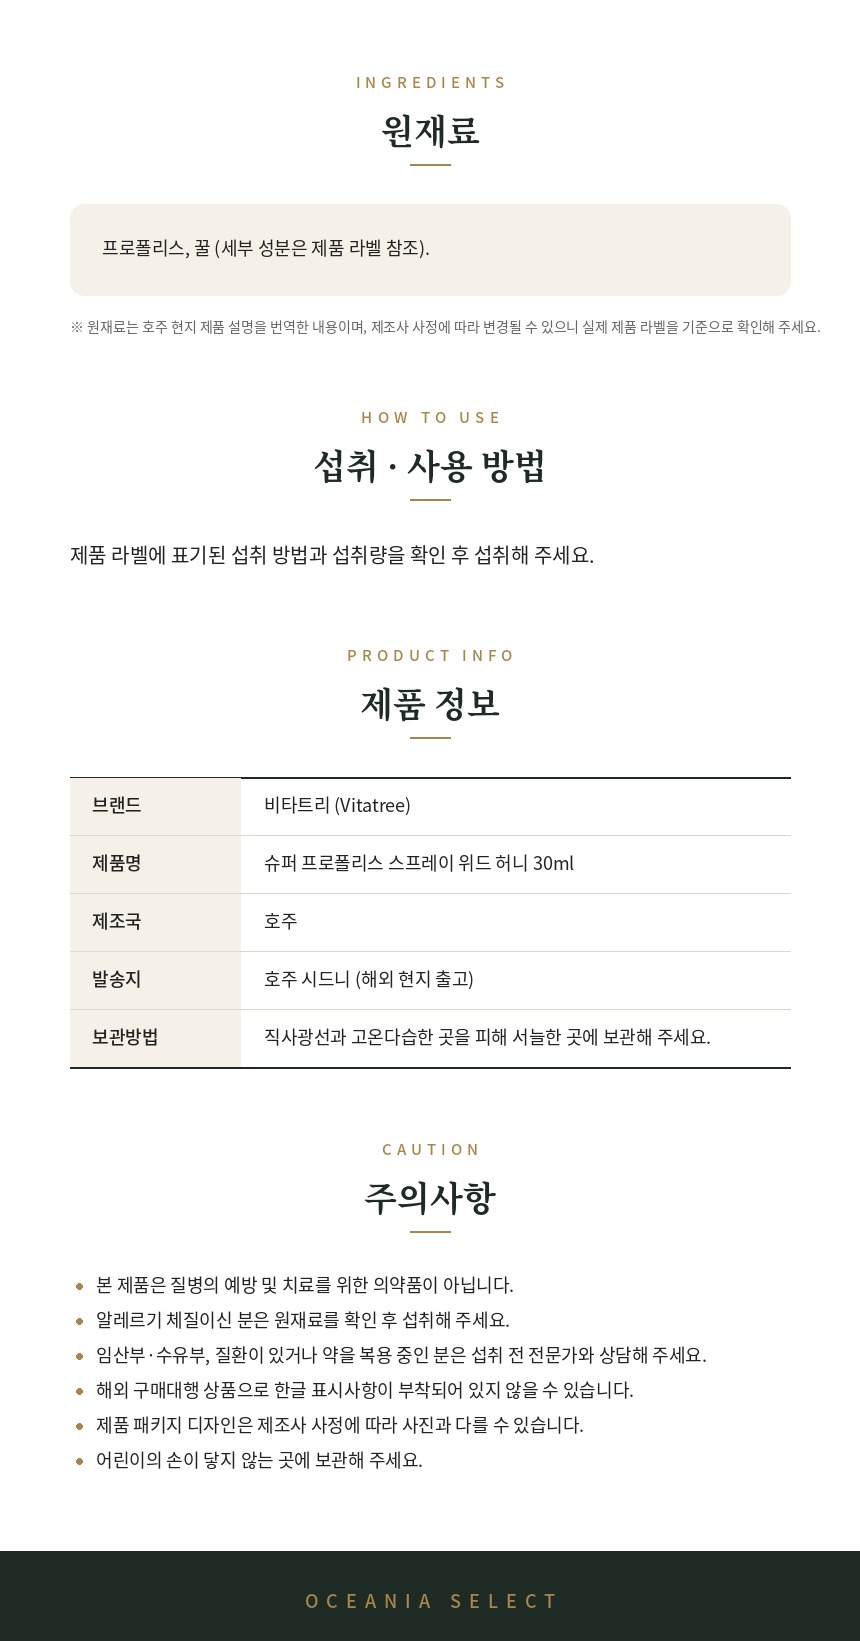 INGREDIENTS
원재료
프로폴리스, 꿀 (세부 성분은 제품 라벨 참조).
※ 원재료는 호주 현지 제품 설명을 번역한 내용이며, 제조사 사정에 따라 변경될 수 있으니 실제 제품 라벨을 기준으로 확인해 주세요.
HOW TO USE
섭취 · 사용 방법
제품 라벨에 표기된 섭취 방법과 섭취량을 확인 후 섭취해 주세요.
PRODUCT INFO
제품 정보
브랜드 비타트리 (Vitatree)
제품명 슈퍼 프로폴리스 스프레이 위드 허니 30ml
제조국 호주
발송지 호주 시드니 (해외 현지 출고)
보관방법 직사광선과 고온다습한 곳을 피해 서늘한 곳에 보관해 주세요.
CAUTION
주의사항
본 제품은 질병의 예방 및 치료를 위한 의약품이 아닙니다.
알레르기 체질이신 분은 원재료를 확인 후 섭취해 주세요.
임산부·수유부, 질환이 있거나 약을 복용 중인 분은 섭취 전 전문가와 상담해 주세요.
해외 구매대행 상품으로 한글 표시사항이 부착되어 있지 않을 수 있습니다.
제품 패키지 디자인은 제조사 사정에 따라 사진과 다를 수 있습니다.
어린이의 손이 닿지 않는 곳에 보관해 주세요.
OCEANIA SELECT